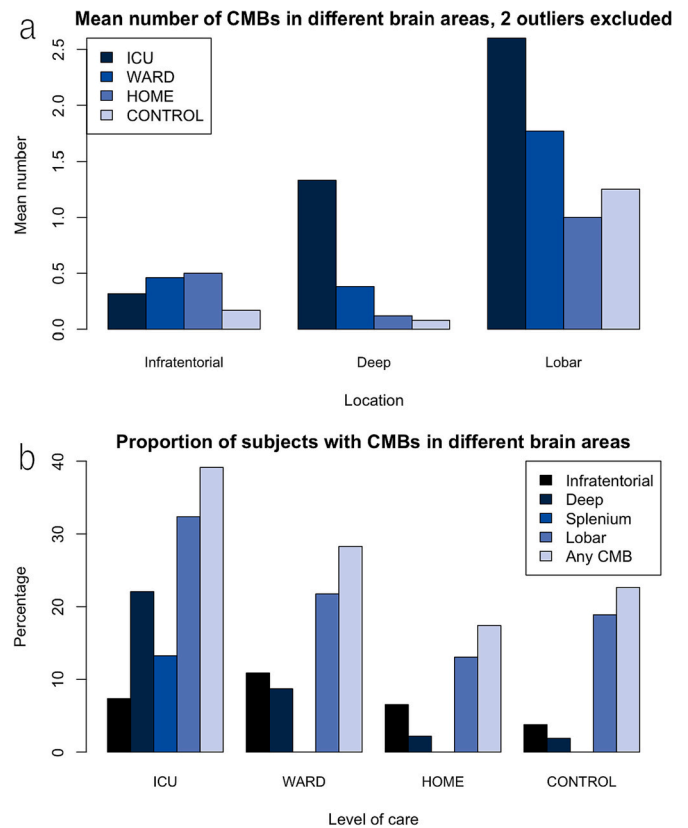 a
Mean number of CMBs in different brain areas, 2 outliers excluded
ICU
WARD
HOME
CONTROL
Mean number
0.0
0.5
1.0
1.5
2.0
2.5
Infratentorial
Deep
Lobar
Location
b
Proportion of subjects with CMBs in different brain areas
Infratentorial
Deep
Splenium
Lobar
Any CMB
Percentage
0
10
20
30
40
ICU
WARD
HOME
CONTROL
Level of care